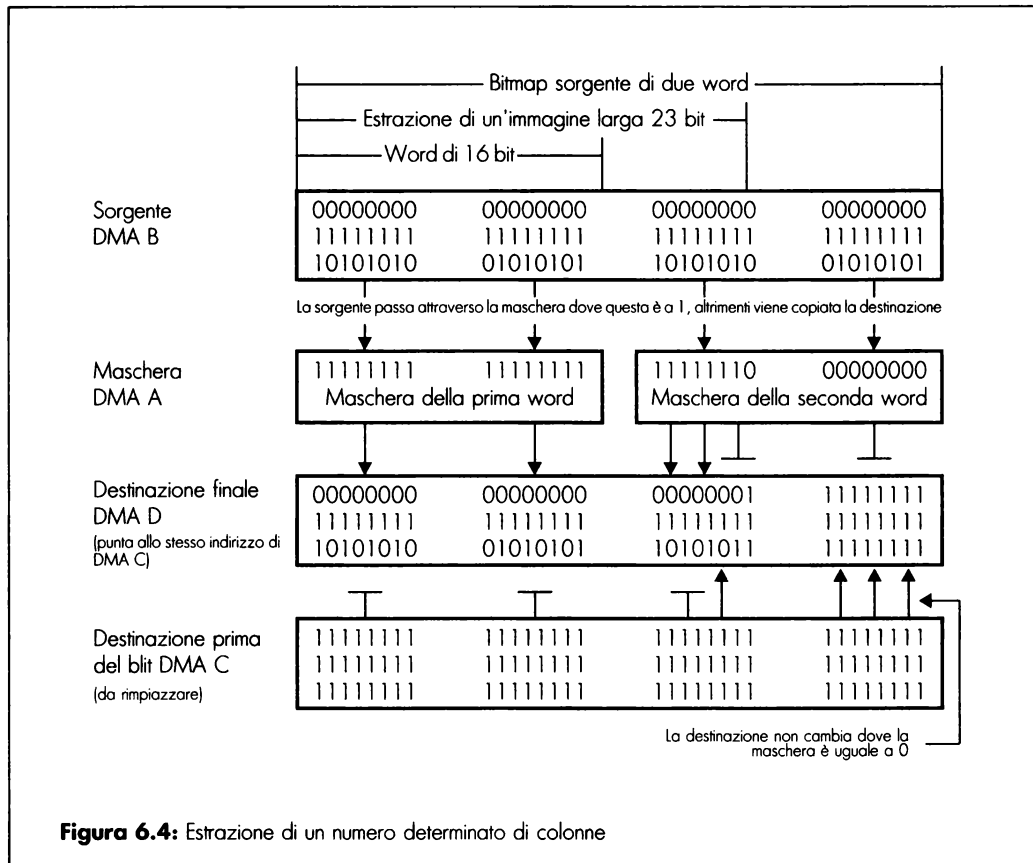 Bitmap sorgente di due word
Estrazione di un'immagine larga 23 bit
Word di 16 bit
Sorgente
DMA B
00000000 00000000 00000000 00000000
11111111 11111111 11111111 11111111
10101010 01010101 10101010 01010101
La sorgente passa attraverso la maschera dove questa è a 1, altrimenti viene copiata la destinazione
Maschera
DMA A
11111111 11111111 11111110 00000000
Maschera della prima word Maschera della seconda word
Destinazione finale
DMA D
(punta allo stesso indirizzo di
DMA C)
00000000 00000000 00000001 11111111
11111111 11111111 11111111 11111111
10101010 01010101 10101011 11111111
Destinazione prima
del blit DMA C
(da rimpiazzare)
11111111 11111111 11111111 11111111
11111111 11111111 11111111 11111111
11111111 11111111 11111111 11111111
La destinazione non cambia dove la
maschera è uguale a 0
Figura 6.4: Estrazione di un numero determinato di colonne